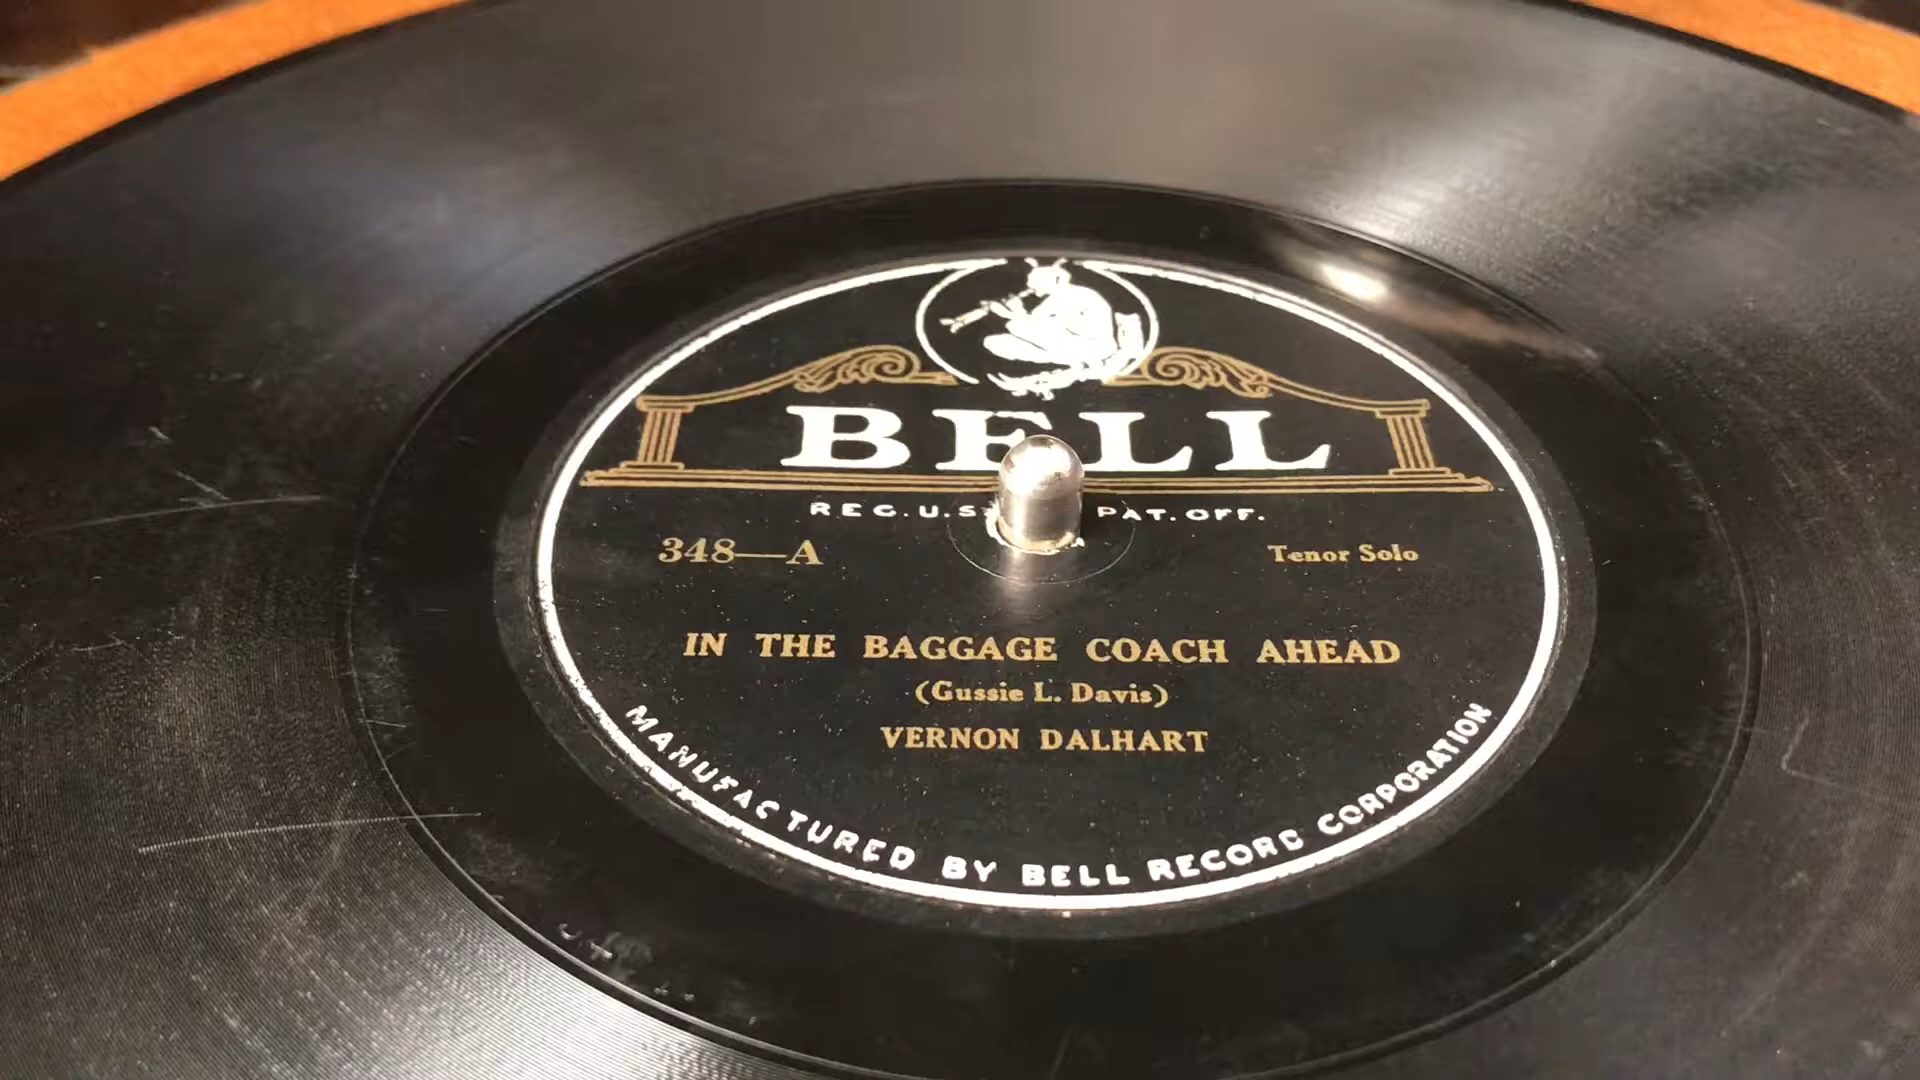 BELL
REG. U.S. PAT. OFF.
348—A
Tenor Solo
IN THE BAGGAGE COACH AHEAD
(Gussie L. Davis)
VERNON DALHART
MANUFACTURED BY BELL RECORD CORPORATION